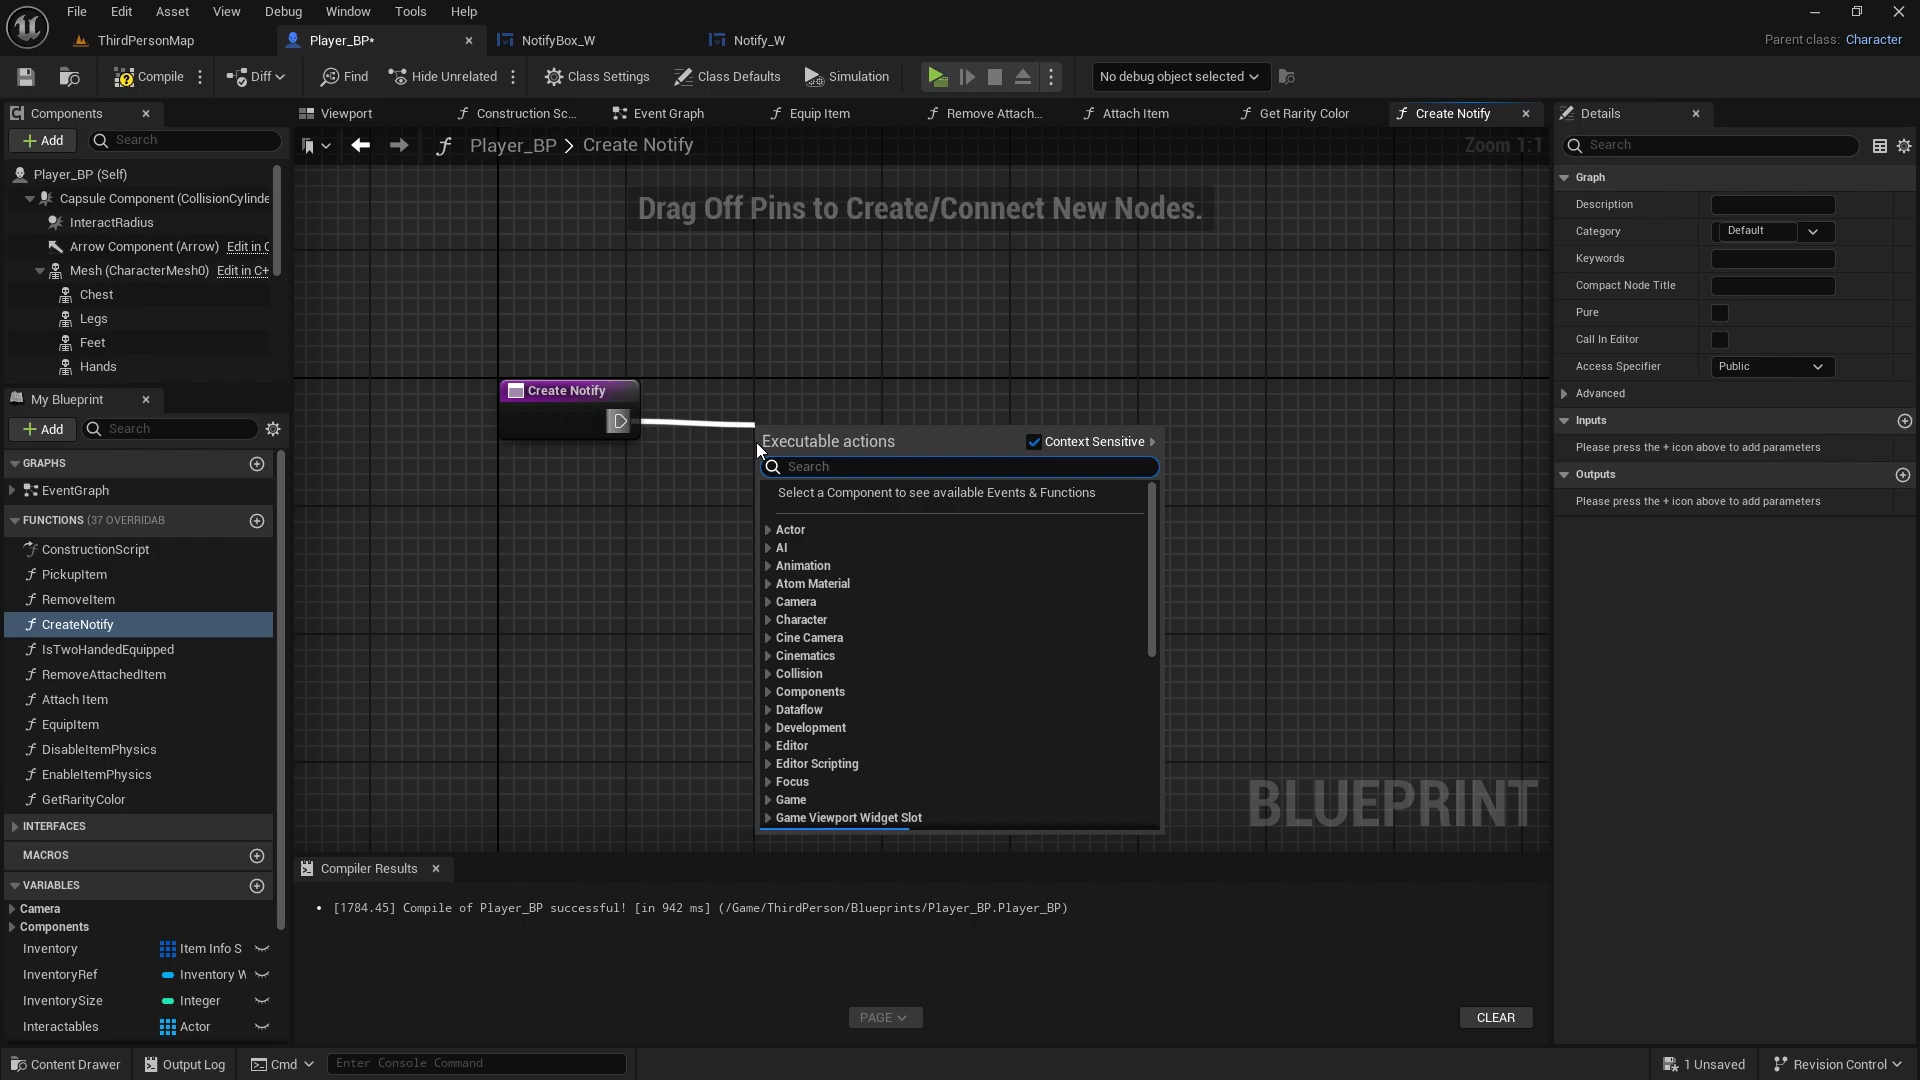 File Edit Asset View Debug Window Tools Help
ThirdPersonMap Player_BP* NotifyBox_W Notify_W Parent class: Character
Compile Diff Find Hide Unrelated Class Settings Class Defaults Simulation No debug object selected
Components Viewport Construction Sc... Event Graph Equip Item Remove Attach... Attach Item Get Rarity Color Create Notify Details
Add Search Player_BP > Create Notify Zoom 1:1 Search
Player_BP (Self)
Capsule Component (CollisionCylinde
InteractRadius
Arrow Component (Arrow) Edit in C
Mesh (CharacterMesh0) Edit in C+
Chest
Legs
Feet
Hands
My Blueprint
Add Search
GRAPHS
EventGraph
FUNCTIONS (37 OVERRIDAB
ConstructionScript
PickupItem
RemoveItem
CreateNotify
IsTwoHandedEquipped
RemoveAttachedItem
Attach Item
EquipItem
DisableItemPhysics
EnableItemPhysics
GetRarityColor
INTERFACES
MACROS
VARIABLES
Camera
Components
Inventory Item Info S
InventoryRef Inventory W
InventorySize Integer
Interactables Actor
Drag Off Pins to Create/Connect New Nodes.
Create Notify
Executable actions Context Sensitive
Search
Select a Component to see available Events & Functions
Actor
AI
Animation
Atom Material
Camera
Character
Cine Camera
Cinematics
Collision
Components
Dataflow
Development
Editor
Editor Scripting
Focus
Game
Game Viewport Widget Slot
BLUEPRINT
Compiler Results
[1784.45] Compile of Player_BP successful! [in 942 ms] (/Game/ThirdPerson/Blueprints/Player_BP.Player_BP)
PAGE CLEAR
Graph
Description
Category Default
Keywords
Compact Node Title
Pure
Call In Editor
Access Specifier Public
Advanced
Inputs
Please press the + icon above to add parameters
Outputs
Please press the + icon above to add parameters
Content Drawer Output Log Cmd Enter Console Command 1 Unsaved Revision Control